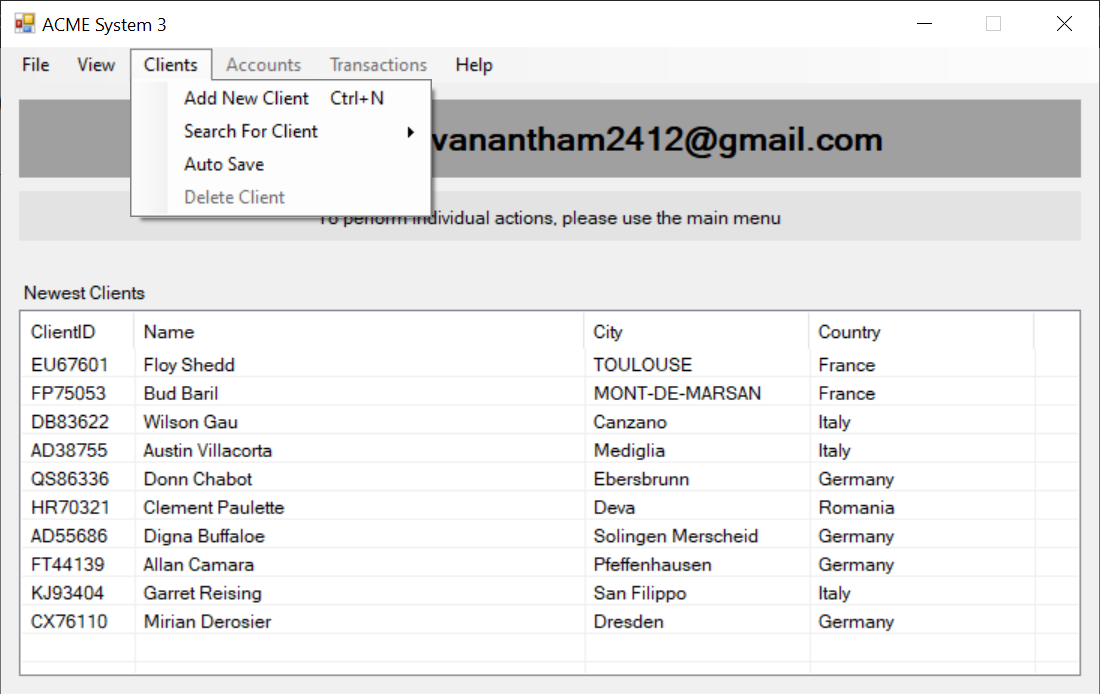 ACME System 3
File View Clients Accounts Transactions Help
Add New Client Ctrl+N
Search For Client
Auto Save
Delete Client
vanantham2412@gmail.com
To perform individual actions, please use the main menu
Newest Clients
ClientID Name City Country
EU67601 Floy Shedd TOULOUSE France
FP75053 Bud Baril MONT-DE-MARSAN France
DB83622 Wilson Gau Canzano Italy
AD38755 Austin Villacorta Mediglia Italy
QS86336 Donn Chabot Ebersbrunn Germany
HR70321 Clement Paulette Deva Romania
AD55686 Digna Buffaloe Solingen Merscheid Germany
FT44139 Allan Camara Pfeffenhausen Germany
KJ93404 Garret Reising San Filippo Italy
CX76110 Mirian Derosier Dresden Germany